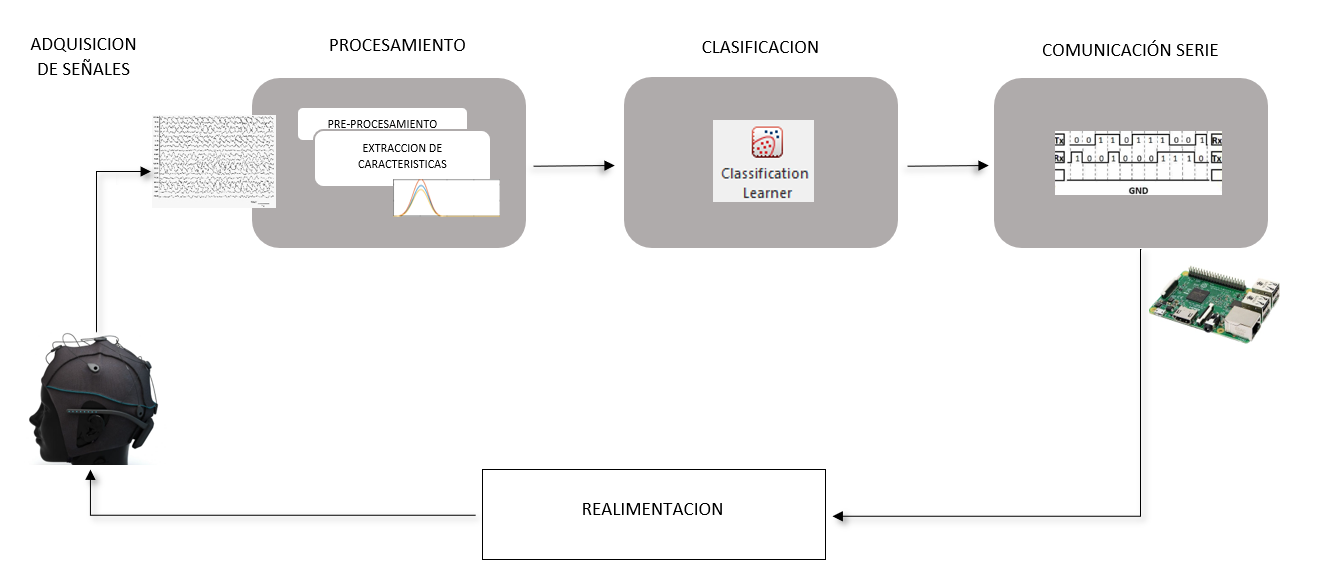 ADQUISICION
DE SEÑALES
PROCESAMIENTO
CLASIFICACION
COMUNICACIÓN SERIE
PRE-PROCESAMIENTO
EXTRACCION DE
CARACTERISTICAS
Classification
Learner
Tx 0 0 1 1 0 1 1 1 0 0 1 Rx
Rx 1 0 0 1 0 0 0 1 1 1 0 Tx
GND
REALIMENTACION